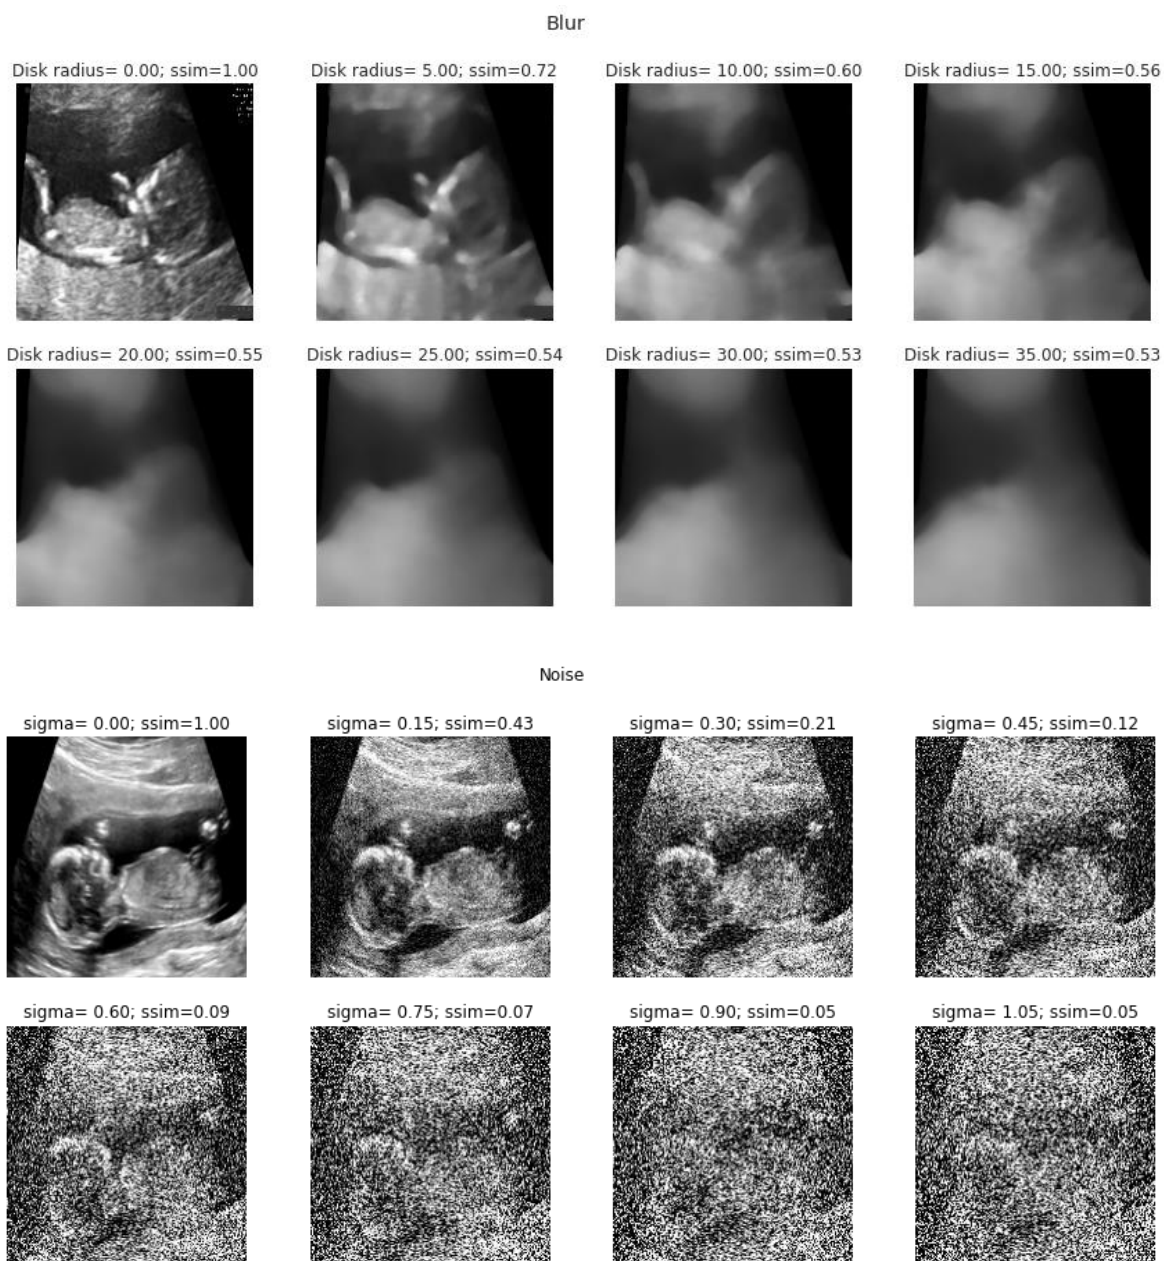 Blur
Disk radius= 0.00; ssim=1.00
Disk radius= 5.00; ssim=0.72
Disk radius= 10.00; ssim=0.60
Disk radius= 15.00; ssim=0.56
Disk radius= 20.00; ssim=0.55
Disk radius= 25.00; ssim=0.54
Disk radius= 30.00; ssim=0.53
Disk radius= 35.00; ssim=0.53
Noise
sigma= 0.00; ssim=1.00
sigma= 0.15; ssim=0.43
sigma= 0.30; ssim=0.21
sigma= 0.45; ssim=0.12
sigma= 0.60; ssim=0.09
sigma= 0.75; ssim=0.07
sigma= 0.90; ssim=0.05
sigma= 1.05; ssim=0.05